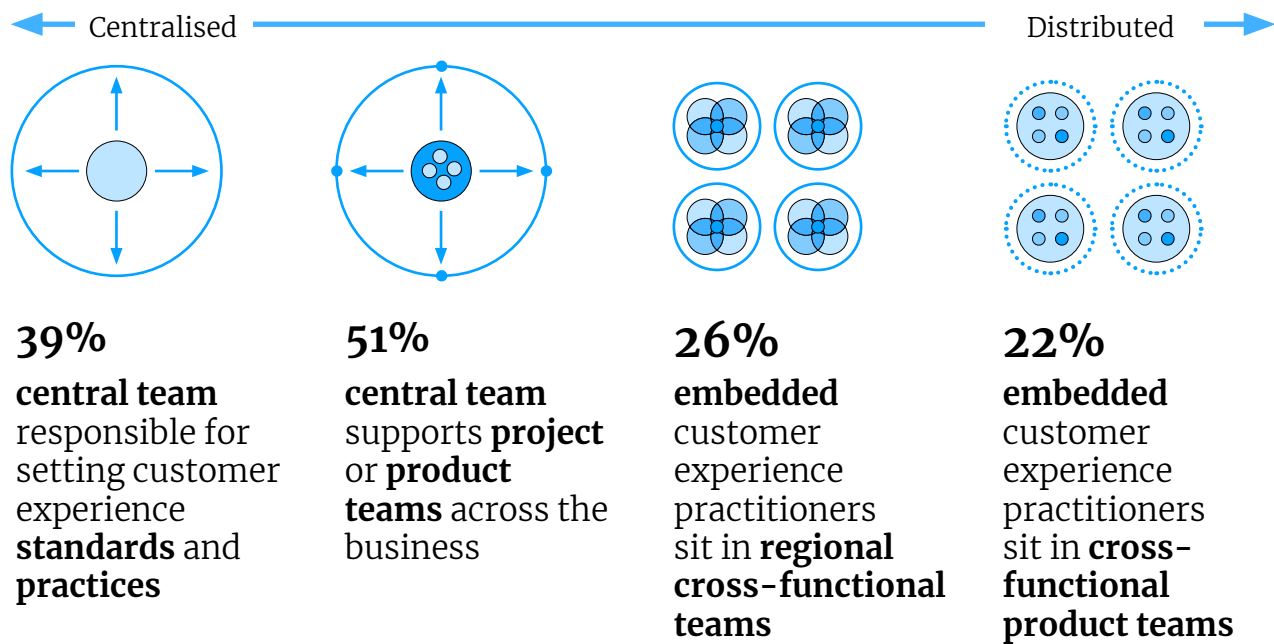 Centralised
Distributed
39%
central team
responsible for
setting customer
experience
standards and
practices
51%
central team
supports project
or product
teams across the
business
26%
embedded
customer
experience
practitioners
sit in regional
cross-functional
teams
22%
embedded
customer
experience
practitioners
sit in cross-
functional
product teams